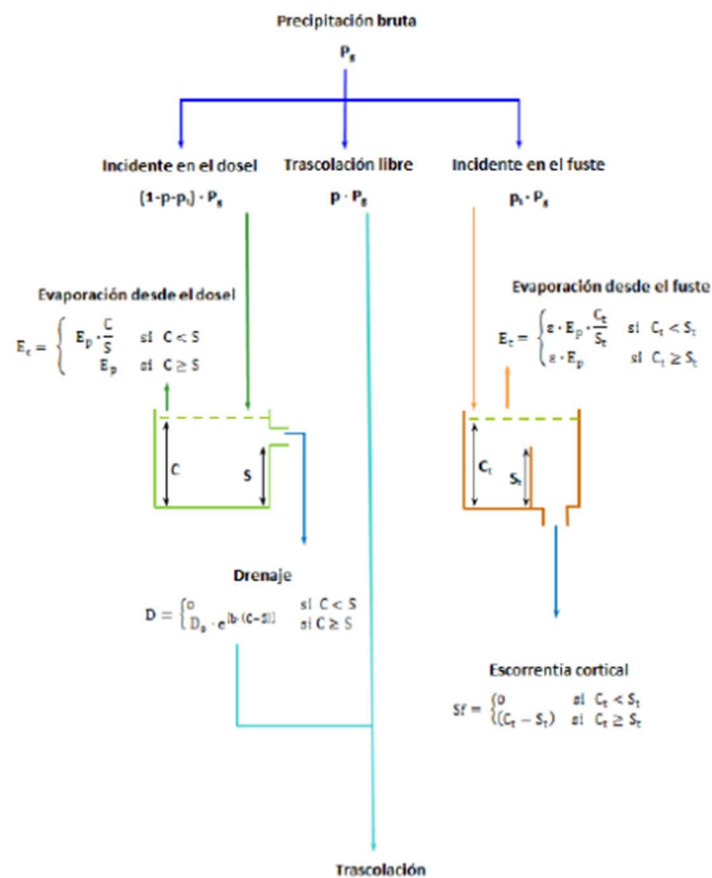 Precipitación bruta
Pg
Incidente en el dosel
(1-p-pt) · Pg
Trascolación libre
p · Pg
Incidente en el fuste
pt · Pg
Evaporación desde el dosel
Ec = { Ep · C/S si C < S
Ep si C ≥ S
Evaporación desde el fuste
Et = { ε · Ep · Ct/St si Ct < St
ε · Ep si Ct ≥ St
C
S
Ct
St
Drenaje
D = { 0 si C < S
Ds · e[b·(C−S)] si C ≥ S
Escorrentía cortical
Sf = { 0 si Ct < St
(Ct − St) si Ct ≥ St
Trascolación